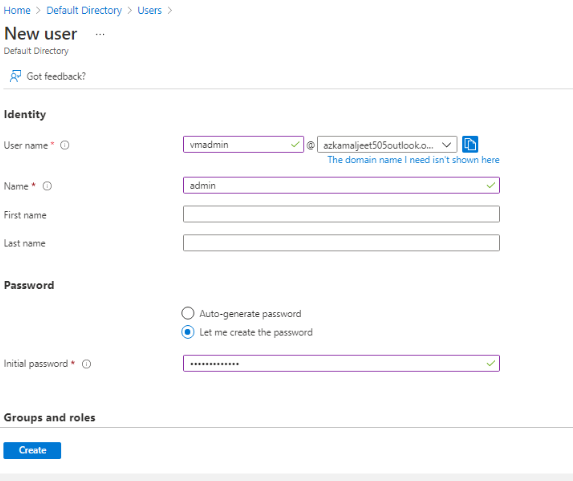 Home > Default Directory > Users >
New user ...
Default Directory
Got feedback?
Identity
User name *
vmadmin @ azkamaljeet505outlook.o...
The domain name I need isn't shown here
Name *
admin
First name
Last name
Password
Auto-generate password
Let me create the password
Initial password *
•••••••••••••
Groups and roles
Create